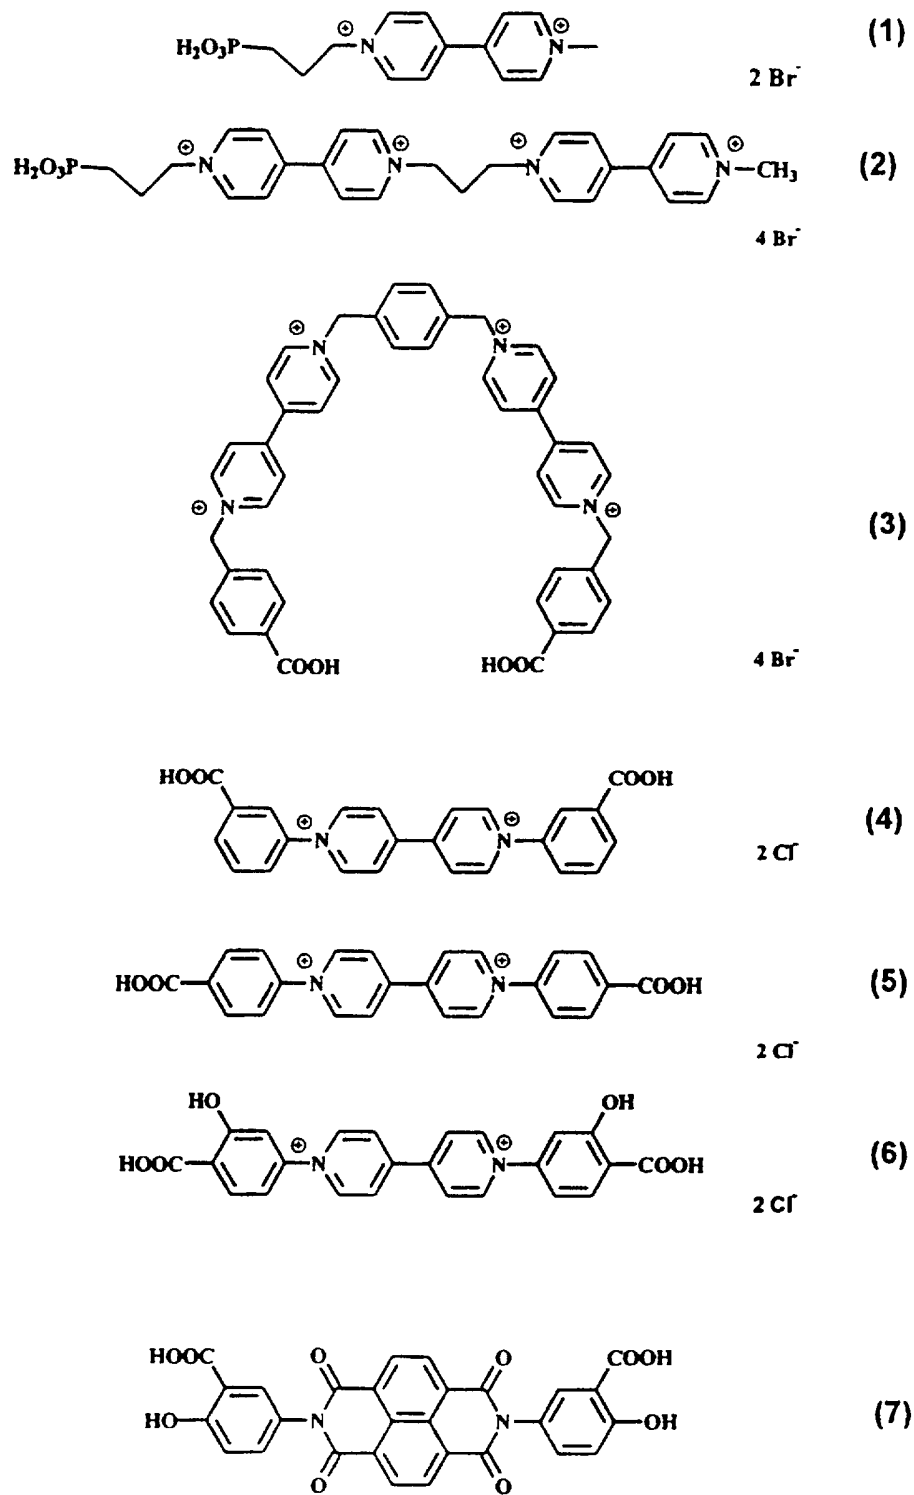 H₂O₃P ⊕ N ⊕ N (1)
2 Br⁻
H₂O₃P ⊕ N ⊕ N ⊕ N ⊕ N CH₃ (2)
4 Br⁻
⊕ N ⊕ N
⊕ N N ⊕
(3)
COOH HOOC 4 Br⁻
HOOC COOH
⊕ N ⊕ N (4)
2 Cl⁻
HOOC ⊕ N ⊕ N COOH (5)
2 Cl⁻
HO OH
HOOC ⊕ N ⊕ N COOH (6)
2 Cl⁻
HOOC O O COOH
HO N N OH (7)
O O